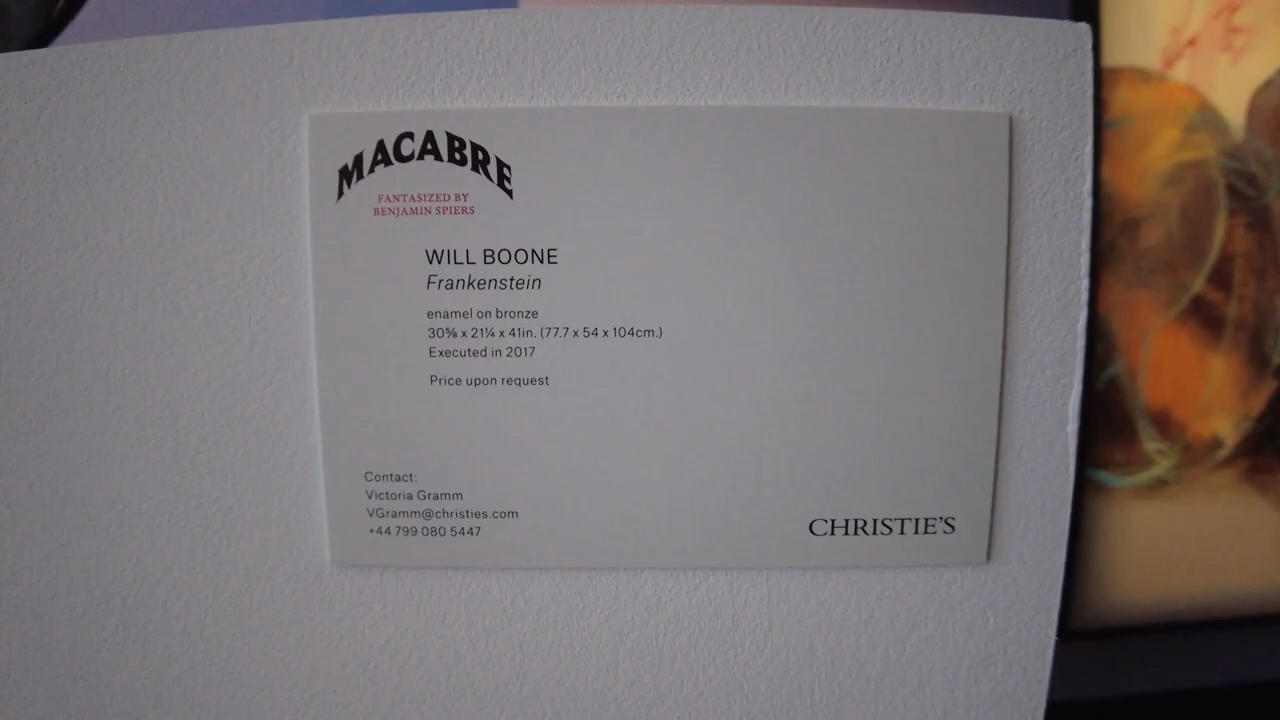 MACABRE
FANTASIZED BY
BENJAMIN SPIERS
WILL BOONE
Frankenstein
enamel on bronze
30⅝ x 21¼ x 41in. (77.7 x 54 x 104cm.)
Executed in 2017
Price upon request
Contact:
Victoria Gramm
VGramm@christies.com
+44 799 080 5447
CHRISTIE'S